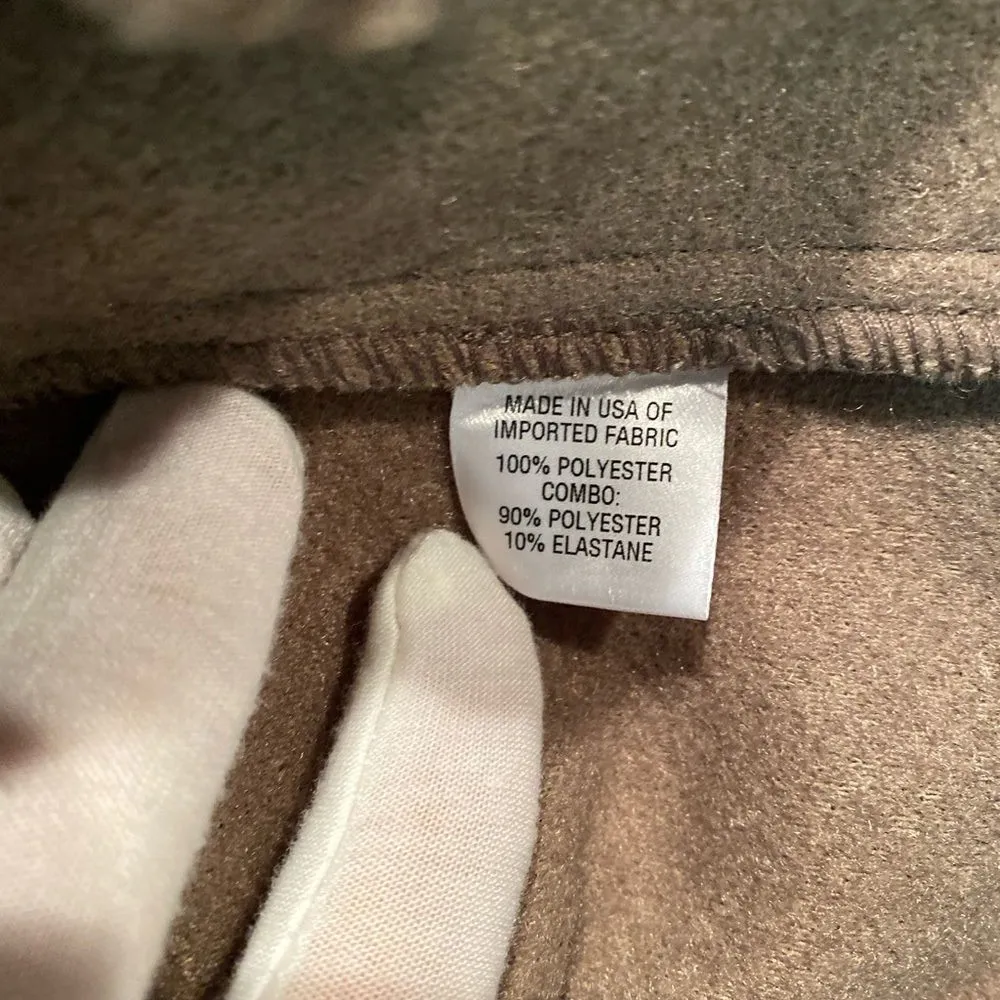 MADE IN USA OF
IMPORTED FABRIC
100% POLYESTER
COMBO:
90% POLYESTER
10% ELASTANE